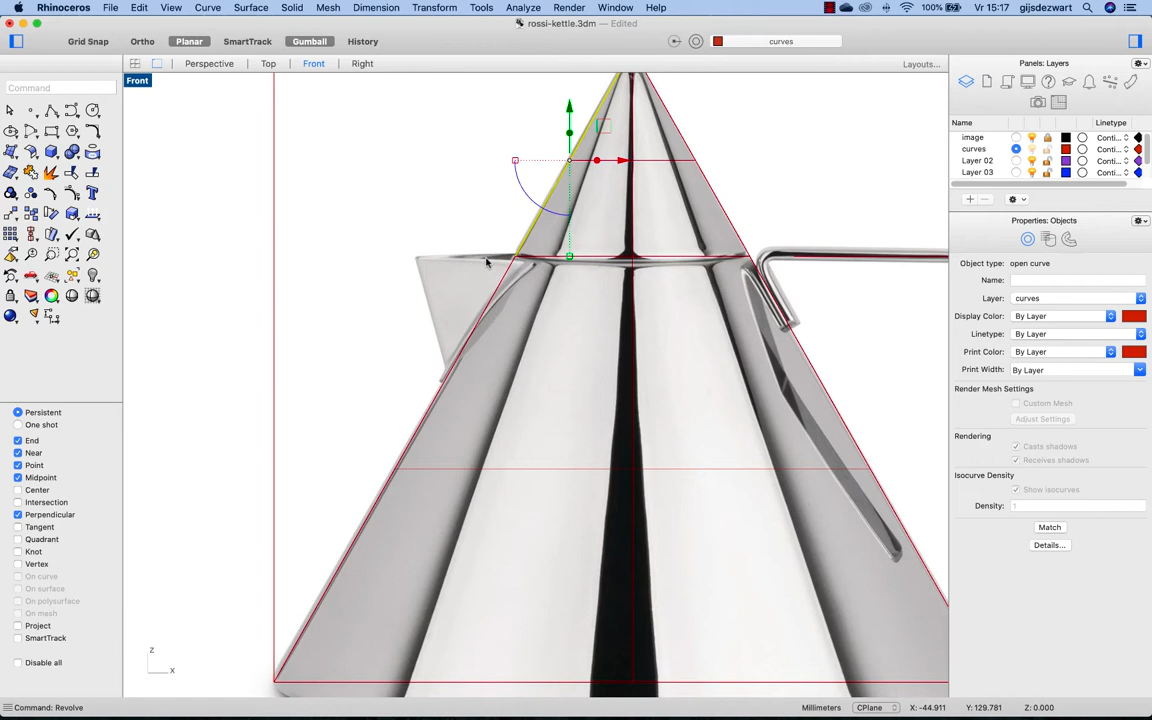 Rhinoceros File Edit View Curve Surface Solid Mesh Dimension Transform Tools Analyze Render Window Help 100% Vr 15:17 gijsdezwart
rossi-kettle.3dm — Edited
Grid Snap Ortho Planar SmartTrack Gumball History curves
Perspective Top Front Right Layouts... Panels: Layers
Front
Command
Name Linetype
image Conti...
curves Conti...
Layer 02 Conti...
Layer 03 Conti...
Properties: Objects
Object type: open curve
Name:
Layer: curves
Display Color: By Layer
Linetype: By Layer
Print Color: By Layer
Print Width: By Layer
Render Mesh Settings
Custom Mesh
Adjust Settings
Rendering
Casts shadows
Receives shadows
Isocurve Density
Show isocurves
Density: 1
Match
Details...
Persistent
One shot
End
Near
Point
Midpoint
Center
Intersection
Perpendicular
Tangent
Quadrant
Knot
Vertex
On curve
On surface
On polysurface
On mesh
Project
SmartTrack
Disable all
z
x
Command: Revolve Millimeters CPlane X: -44.911 Y: 129.781 Z: 0.000